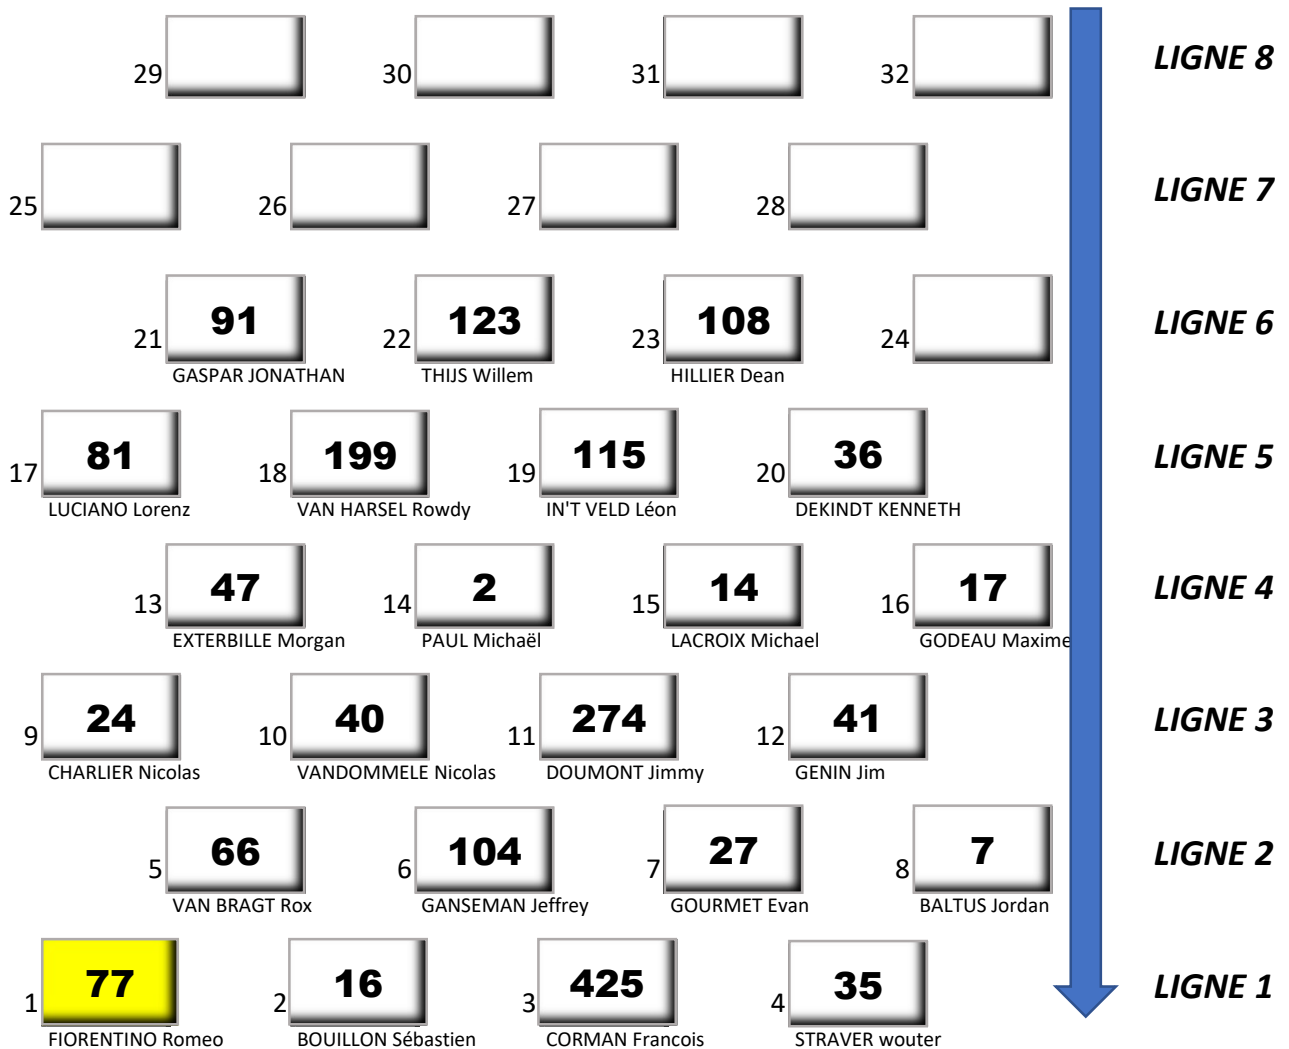 29 30 31 32 LIGNE 8
25 26 27 28 LIGNE 7
21 91 22 123 23 108 24 LIGNE 6
GASPAR JONATHAN THIJS Willem HILLIER Dean
17 81 18 199 19 115 20 36 LIGNE 5
LUCIANO Lorenz VAN HARSEL Rowdy IN'T VELD Léon DEKINDT KENNETH
13 47 14 2 15 14 16 17 LIGNE 4
EXTERBILLE Morgan PAUL Michaël LACROIX Michael GODEAU Maxime
9 24 10 40 11 274 12 41 LIGNE 3
CHARLIER Nicolas VANDOMMELE Nicolas DOUMONT Jimmy GENIN Jim
5 66 6 104 7 27 8 7 LIGNE 2
VAN BRAGT Rox GANSEMAN Jeffrey GOURMET Evan BALTUS Jordan
1 77 2 16 3 425 4 35 LIGNE 1
FIORENTINO Romeo BOUILLON Sébastien CORMAN Francois STRAVER wouter